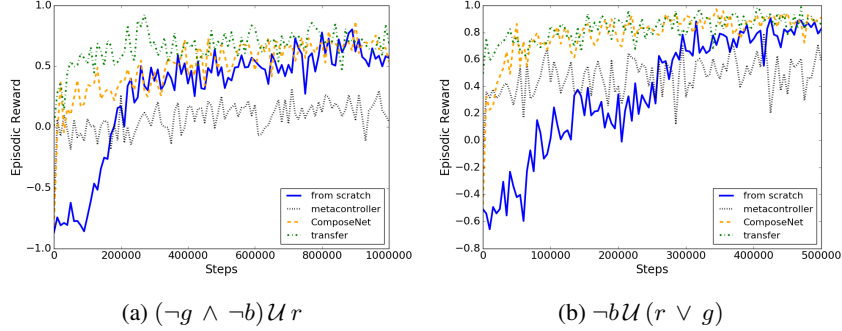 1.0
0.5
0.0
−0.5
−1.0
Episodic Reward
0
200000
400000
600000
800000
1000000
Steps
from scratch
metacontroller
ComposeNet
transfer
(a) (¬g ∧ ¬b) 𝒰 r
1.0
0.8
0.6
0.4
0.2
0.0
−0.2
−0.4
−0.6
−0.8
Episodic Reward
0
100000
200000
300000
400000
500000
Steps
from scratch
metacontroller
ComposeNet
transfer
(b) ¬b 𝒰 (r ∨ g)